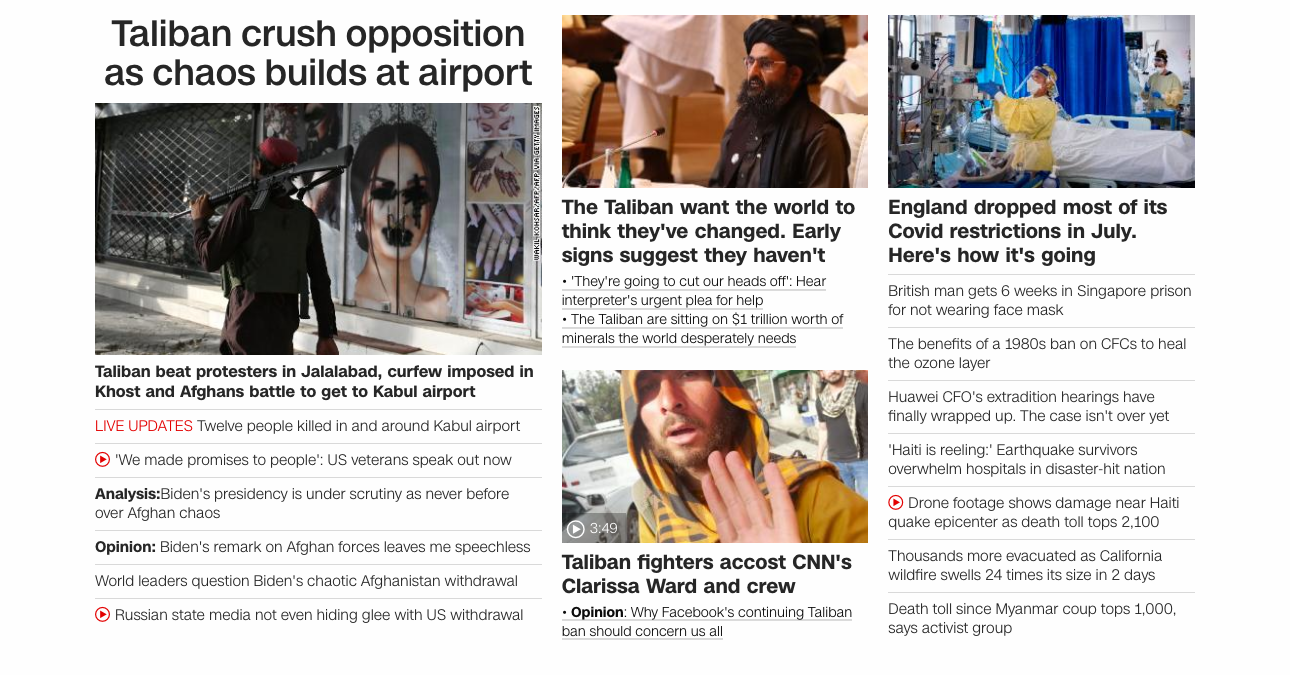 Taliban crush opposition
as chaos builds at airport
WAKIL KOHSAR/AFP/AFP VIA GETTY IMAGES
Taliban beat protesters in Jalalabad, curfew imposed in
Khost and Afghans battle to get to Kabul airport
LIVE UPDATES Twelve people killed in and around Kabul airport
'We made promises to people': US veterans speak out now
Analysis:Biden's presidency is under scrutiny as never before
over Afghan chaos
Opinion: Biden's remark on Afghan forces leaves me speechless
World leaders question Biden's chaotic Afghanistan withdrawal
Russian state media not even hiding glee with US withdrawal
The Taliban want the world to
think they've changed. Early
signs suggest they haven't
• 'They're going to cut our heads off': Hear
interpreter's urgent plea for help
• The Taliban are sitting on $1 trillion worth of
minerals the world desperately needs
3:49
Taliban fighters accost CNN's
Clarissa Ward and crew
• Opinion: Why Facebook's continuing Taliban
ban should concern us all
England dropped most of its
Covid restrictions in July.
Here's how it's going
British man gets 6 weeks in Singapore prison
for not wearing face mask
The benefits of a 1980s ban on CFCs to heal
the ozone layer
Huawei CFO's extradition hearings have
finally wrapped up. The case isn't over yet
'Haiti is reeling:' Earthquake survivors
overwhelm hospitals in disaster-hit nation
Drone footage shows damage near Haiti
quake epicenter as death toll tops 2,100
Thousands more evacuated as California
wildfire swells 24 times its size in 2 days
Death toll since Myanmar coup tops 1,000,
says activist group